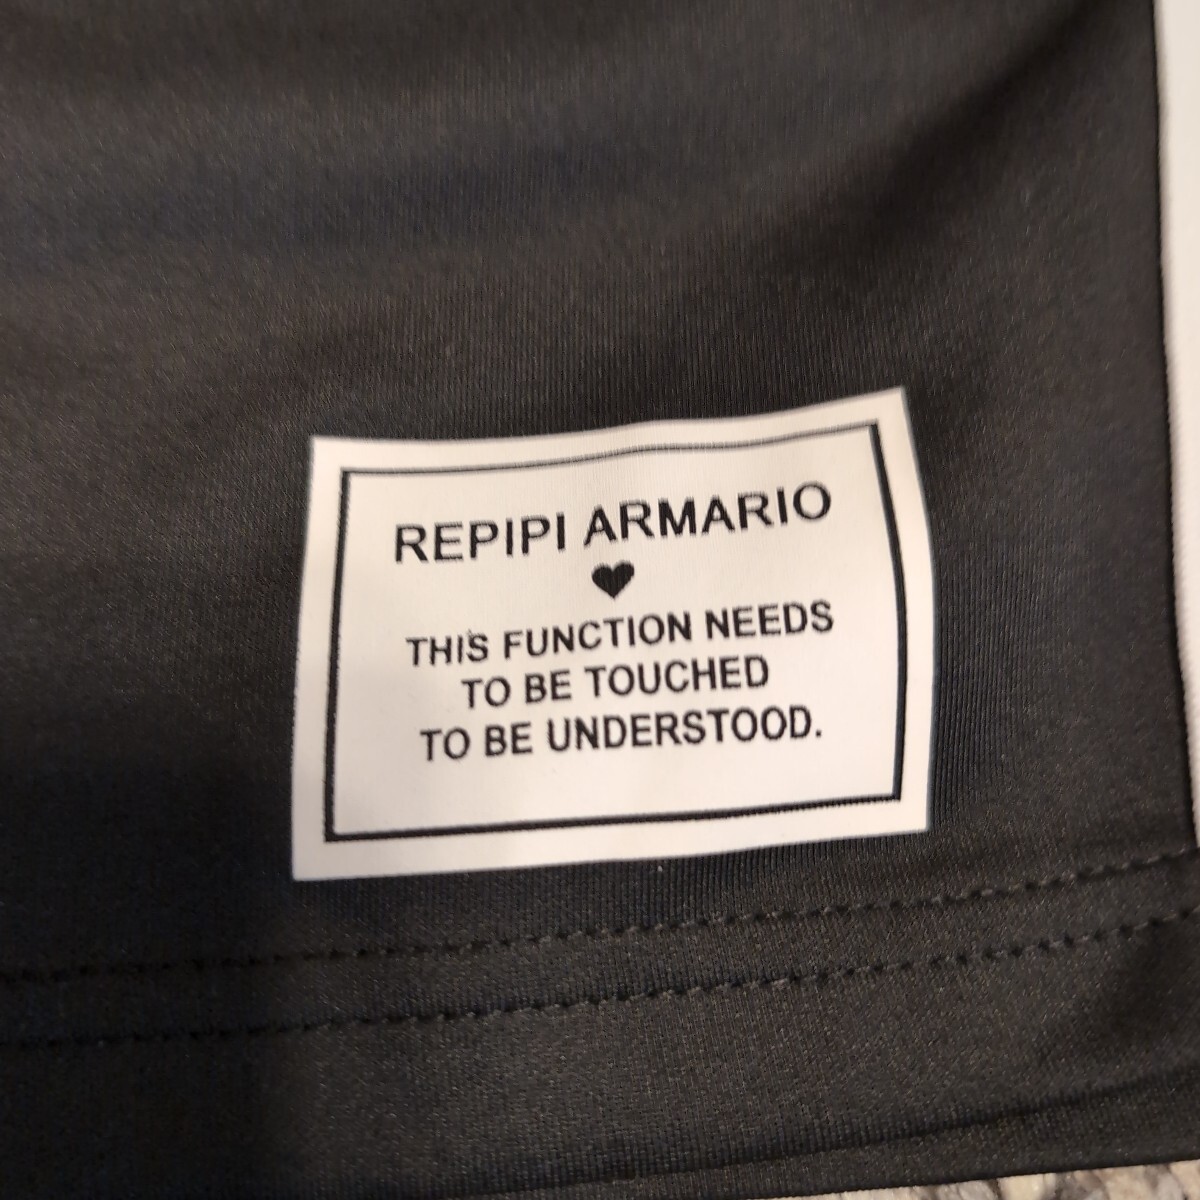 REPIPI ARMARIO
THIS FUNCTION NEEDS
TO BE TOUCHED
TO BE UNDERSTOOD.